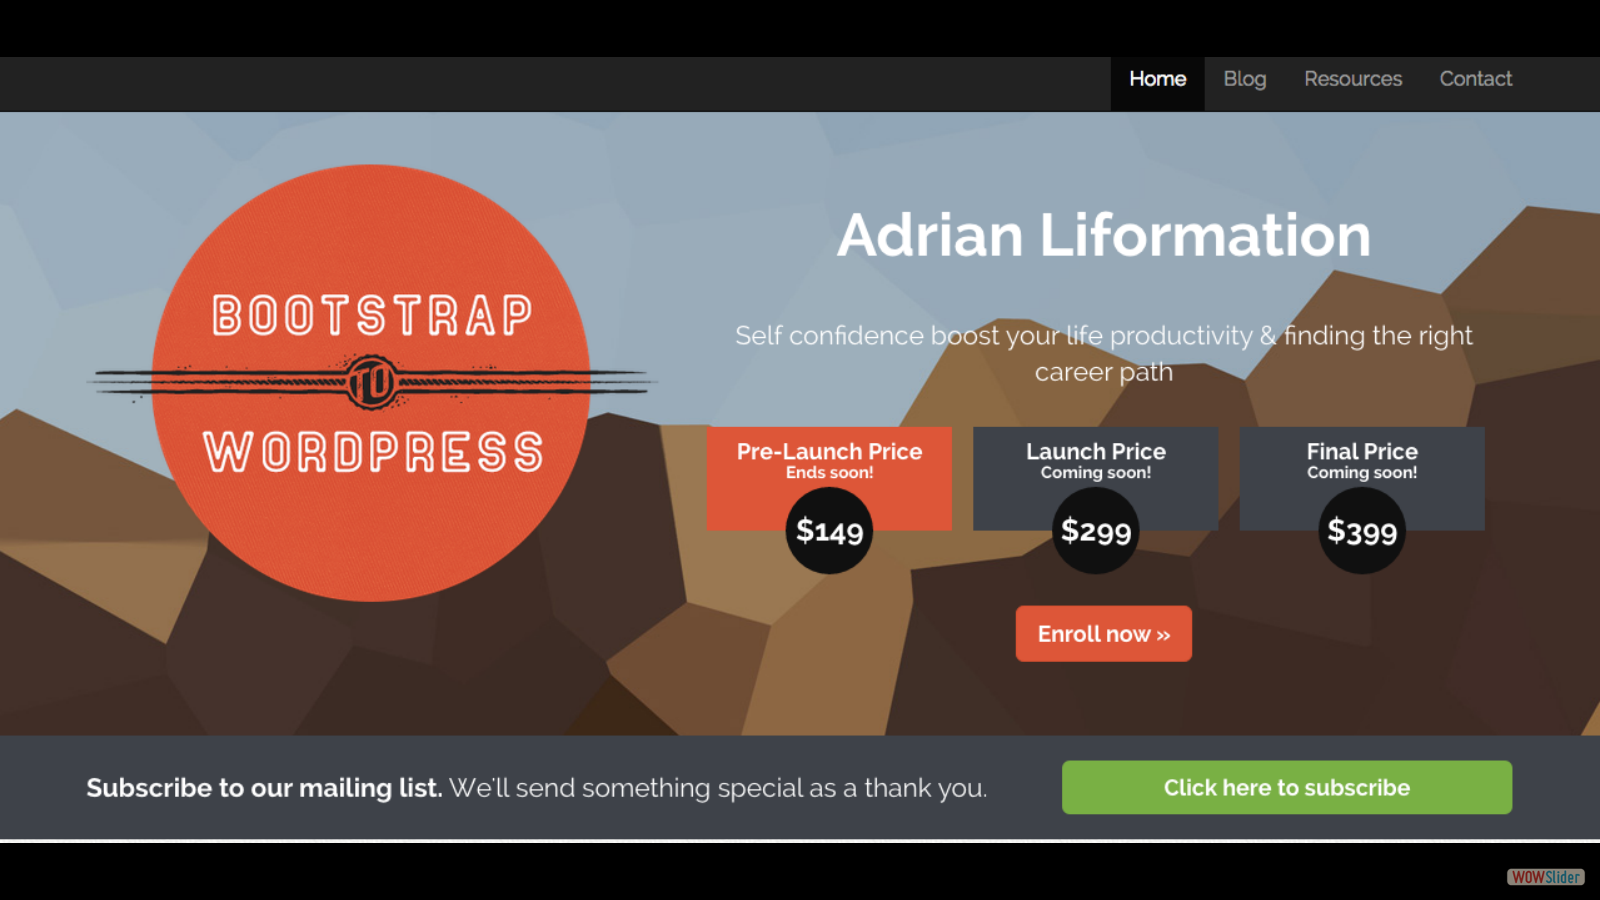 Home Blog Resources Contact
BOOTSTRAP
TO
WORDPRESS
Adrian Liformation
Self confidence boost your life productivity & finding the right
career path
Pre-Launch Price
Ends soon!
$149
Launch Price
Coming soon!
$299
Final Price
Coming soon!
$399
Enroll now »
Subscribe to our mailing list. We'll send something special as a thank you.
Click here to subscribe
WOWSlider